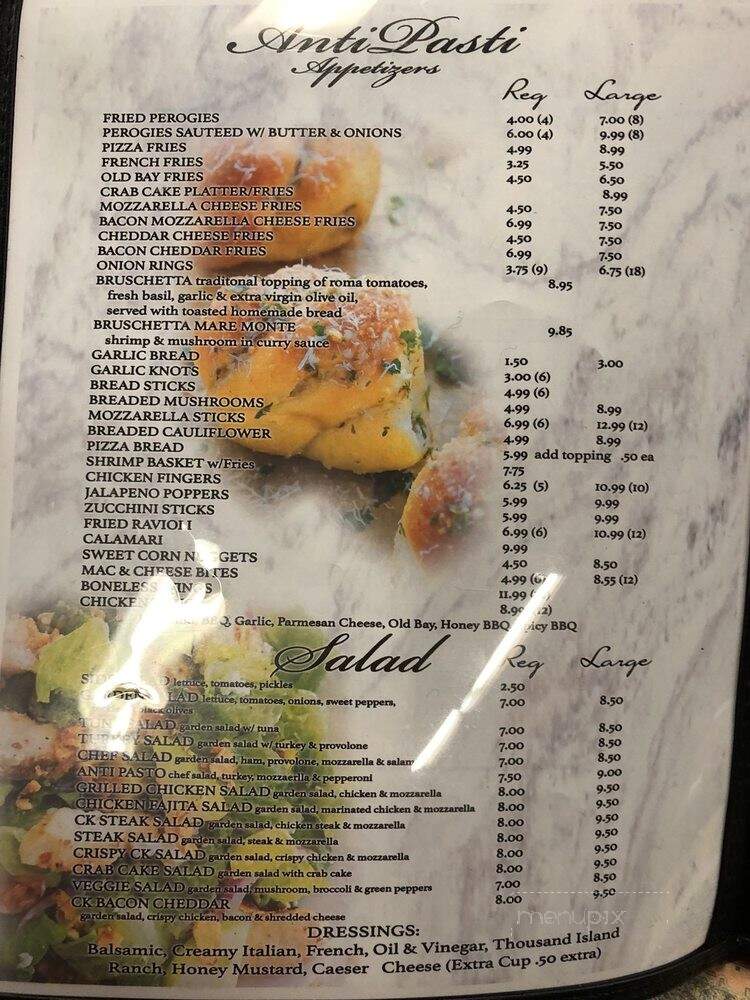 AntiPasti
Appetizers
Reg Large
FRIED PEROGIES 4.00 (4) 7.00 (8)
PEROGIES SAUTEED W/ BUTTER & ONIONS 6.00 (4) 9.99 (8)
PIZZA FRIES 4.99 8.99
FRENCH FRIES 3.25 5.50
OLD BAY FRIES 4.50 6.50
CRAB CAKE PLATTER/FRIES 8.99
MOZZARELLA CHEESE FRIES 4.50 7.50
BACON MOZZARELLA CHEESE FRIES 6.99 7.50
CHEDDAR CHEESE FRIES 4.50 7.50
BACON CHEDDAR FRIES 6.99 7.50
ONION RINGS 3.75 (9) 6.75 (18)
BRUSCHETTA traditonal topping of roma tomatoes, 8.95
fresh basil, garlic & extra virgin olive oil,
served with toasted homemade bread
BRUSCHETTA MARE MONTE 9.85
shrimp & mushroom in curry sauce
GARLIC BREAD 1.50 3.00
GARLIC KNOTS 3.00 (6)
BREAD STICKS 4.99 (6)
BREADED MUSHROOMS 4.99 8.99
MOZZARELLA STICKS 6.99 (6) 12.99 (12)
BREADED CAULIFLOWER 4.99 8.99
PIZZA BREAD 5.99 add topping .50 ea
SHRIMP BASKET w/Fries 7.75
CHICKEN FINGERS 6.25 (5) 10.99 (10)
JALAPENO POPPERS 5.99 9.99
ZUCCHINI STICKS 5.99 9.99
FRIED RAVIOLI 6.99 (6) 10.99 (12)
CALAMARI 9.99
SWEET CORN NUGGETS 4.50 8.50
MAC & CHEESE BITES 4.99 (6) 8.55 (12)
BONELESS WINGS 11.99
CHICKEN 8.99 (12)
BBQ, Garlic, Parmesan Cheese, Old Bay, Honey BBQ, Spicy BBQ
Salad
Reg Large
SIDE SALAD lettuce, tomatoes, pickles 2.50
GARDEN SALAD lettuce, tomatoes, onions, sweet peppers, 7.00 8.50
black olives
TUNA SALAD garden salad w/ tuna 7.00 8.50
TURKEY SALAD garden salad w/ turkey & provolone 7.00 8.50
CHEF SALAD garden salad, ham, provolone, mozzarella & salami 7.00 8.50
ANTI PASTO chef salad, turkey, mozzaerlla & pepperoni 7.50 9.00
GRILLED CHICKEN SALAD garden salad, chicken & mozzarella 8.00 9.50
CHICKEN FAJITA SALAD garden salad, marinated chicken & mozzarella 8.00 9.50
CK STEAK SALAD garden salad, chicken steak & mozzarella 8.00 9.50
STEAK SALAD garden salad, steak & mozzarella 8.00 9.50
CRISPY CK SALAD garden salad, crispy chicken & mozzarella 8.00 9.50
CRAB CAKE SALAD garden salad with crab cake 8.00 9.50
VEGGIE SALAD garden salad, mushroom, broccoli & green peppers 7.00 8.50
CK BACON CHEDDAR 8.00 9.50
garden salad, crispy chicken, bacon & shredded cheese
menupix
DRESSINGS:
Balsamic, Creamy Italian, French, Oil & Vinegar, Thousand Island
Ranch, Honey Mustard, Caeser Cheese (Extra Cup .50 extra)